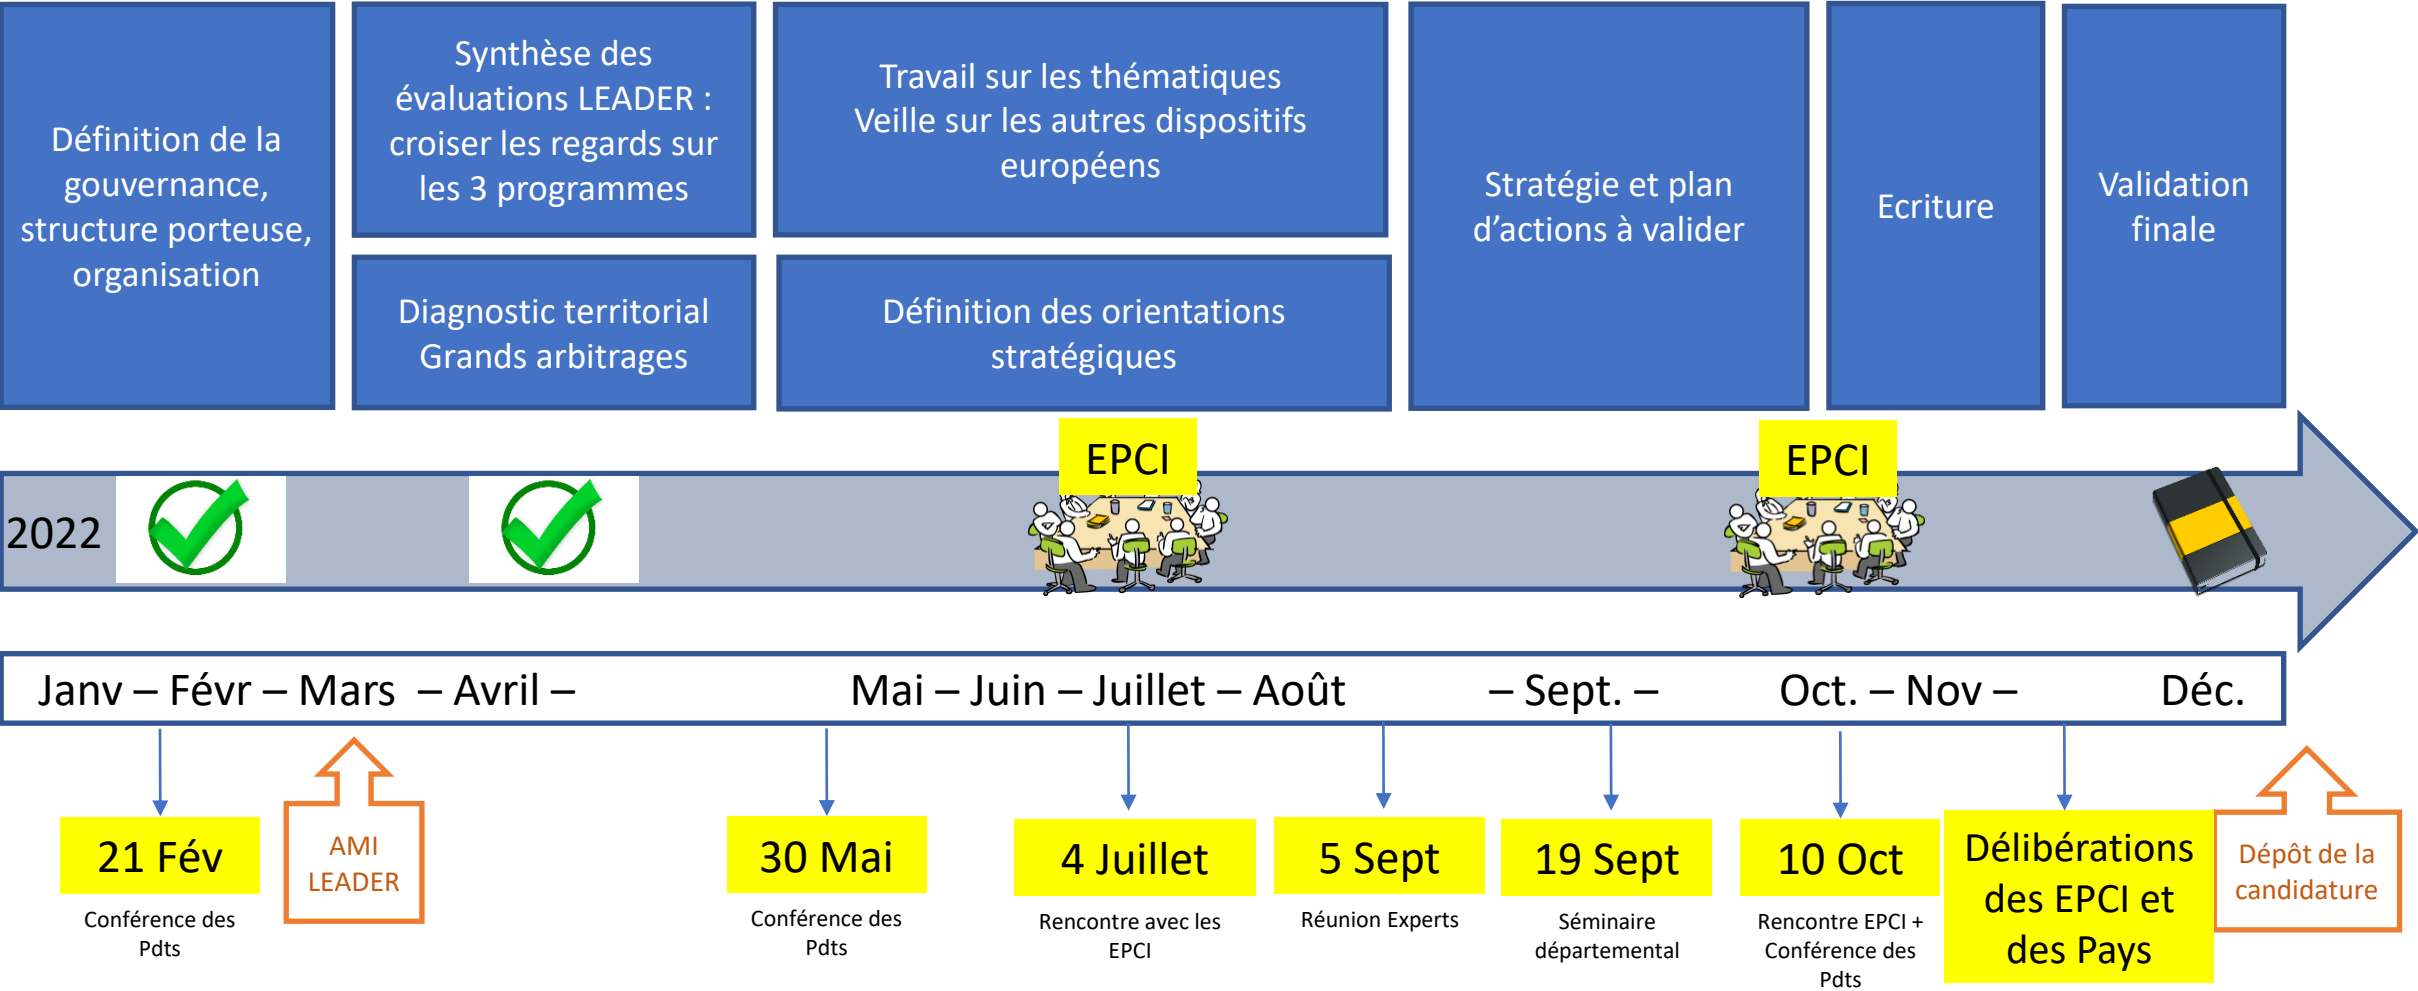 Définition de la
gouvernance,
structure porteuse,
organisation
Synthèse des
évaluations LEADER :
croiser les regards sur
les 3 programmes
Diagnostic territorial
Grands arbitrages
Travail sur les thématiques
Veille sur les autres dispositifs
européens
Définition des orientations
stratégiques
Stratégie et plan
d’actions à valider
Ecriture
Validation
finale
EPCI
EPCI
2022
Janv – Févr – Mars – Avril –
Mai – Juin – Juillet – Août
– Sept. –
Oct. – Nov –
Déc.
21 Fév
Conférence des
Pdts
AMI
LEADER
30 Mai
Conférence des
Pdts
4 Juillet
Rencontre avec les
EPCI
5 Sept
Réunion Experts
19 Sept
Séminaire
départemental
10 Oct
Rencontre EPCI +
Conférence des
Pdts
Délibérations
des EPCI et
des Pays
Dépôt de la
candidature